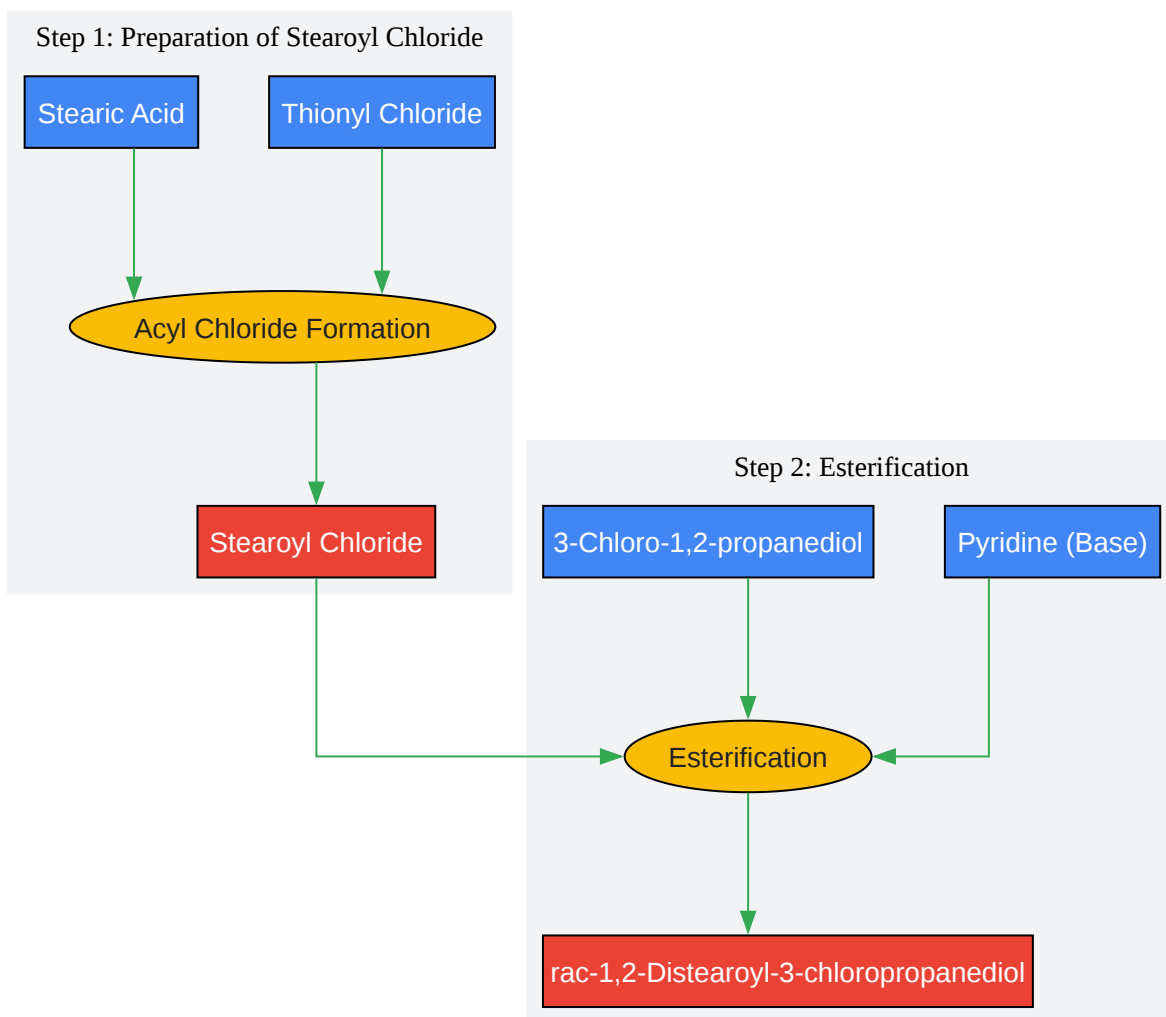 Step 1: Preparation of Stearoyl Chloride
Stearic Acid
Thionyl Chloride
Acyl Chloride Formation
Stearoyl Chloride
Step 2: Esterification
3-Chloro-1,2-propanediol
Pyridine (Base)
Esterification
rac-1,2-Distearoyl-3-chloropropanediol